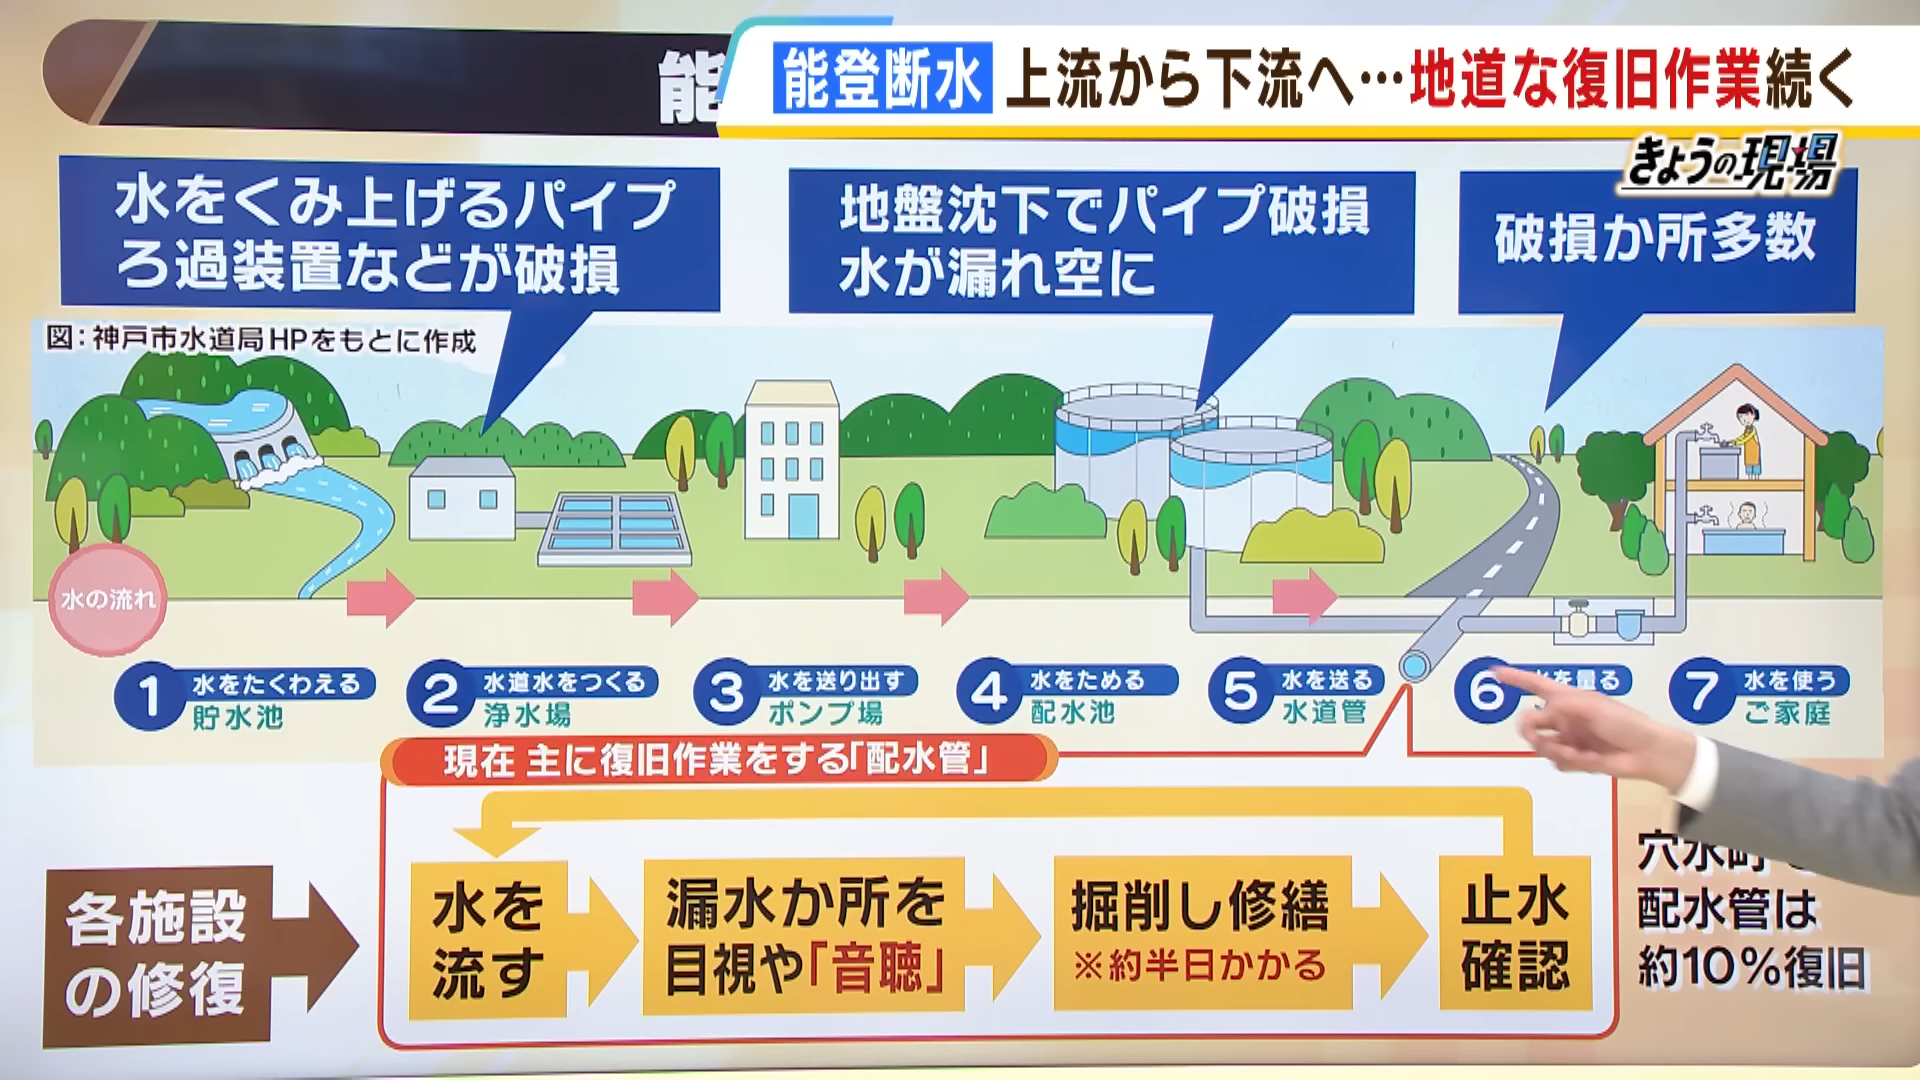 能
能登断水 上流から下流へ…地道な復旧作業続く
きょうの現場
水をくみ上げるパイプ
ろ過装置などが破損
地盤沈下でパイプ破損
水が漏れ空に
破損か所多数
図:神戸市水道局HPをもとに作成
水の流れ
1 水をたくわえる
貯水池
2 水道水をつくる
浄水場
3 水を送り出す
ポンプ場
4 水をためる
配水池
5 水を送る
水道管
6 水を量る
7 水を使う
ご家庭
現在 主に復旧作業をする「配水管」
各施設
の修復
水を
流す
漏水か所を
目視や「音聴」
掘削し修繕
※約半日かかる
止水
確認
穴水町
配水管は
約10%復旧